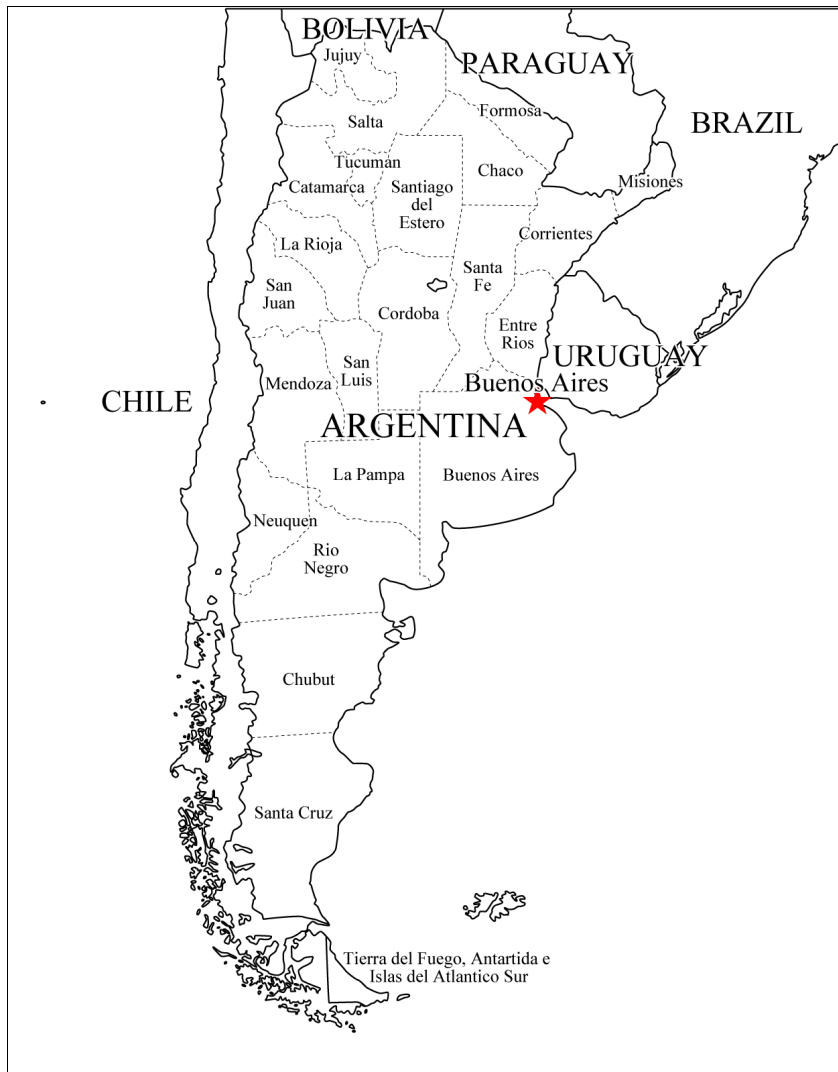 BOLIVIA
Jujuy
PARAGUAY
Formosa
BRAZIL
Salta
Tucuman
Chaco
Catamarca
Santiago
del
Estero
Misiones
Corrientes
La Rioja
Santa
Fe
San
Juan
Cordoba
Entre
Rios
URUGUAY
San
Luis
Mendoza
Buenos Aires
CHILE
ARGENTINA
La Pampa
Buenos Aires
Neuquen
Rio
Negro
Chubut
Santa Cruz
Tierra del Fuego, Antartida e
Islas del Atlantico Sur